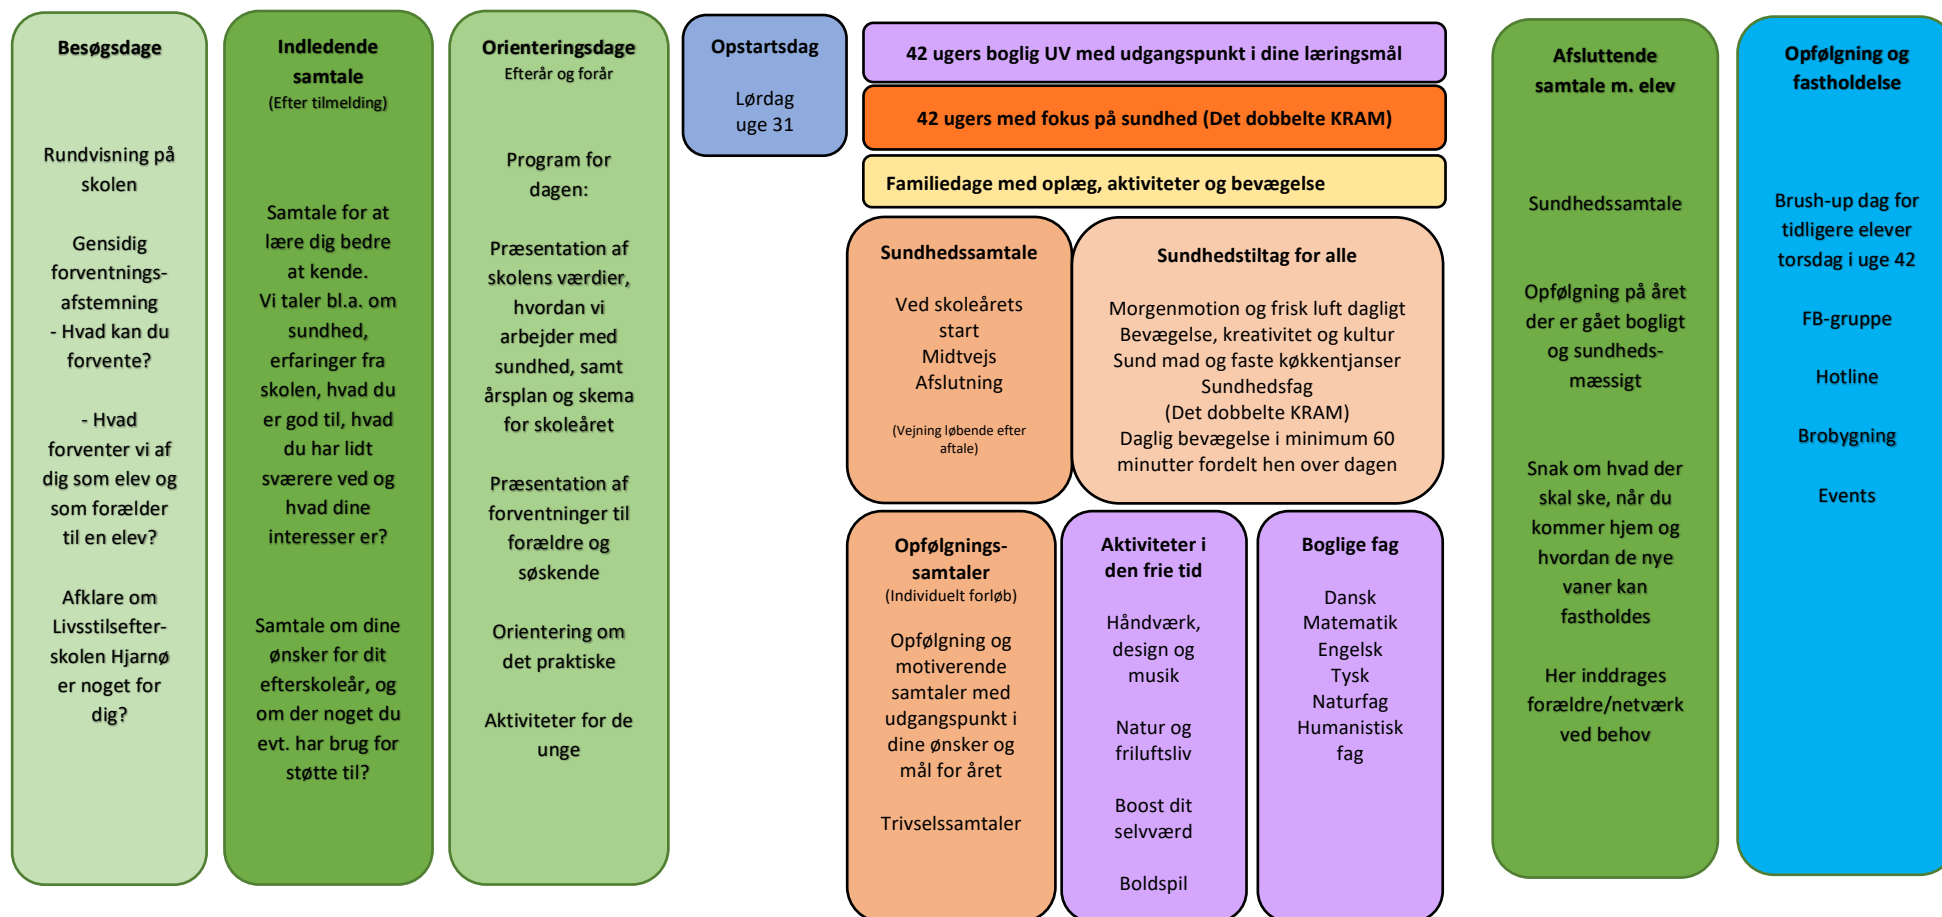 Besøgsdage
Rundvisning på
skolen
Gensidig
forventnings-
afstemning
- Hvad kan du
forvente?
- Hvad
forventer vi af
dig som elev og
som forælder
til en elev?
Afklare om
Livsstilsefter-
skolen Hjarnø
er noget for
dig?
Indledende
samtale
(Efter tilmelding)
Samtale for at
lære dig bedre
at kende.
Vi taler bl.a. om
sundhed,
erfaringer fra
skolen, hvad du
er god til, hvad
du har lidt
sværere ved og
hvad dine
interesser er?
Samtale om dine
ønsker for dit
efterskoleår, og
om der noget du
evt. har brug for
støtte til?
Orienteringsdage
Efterår og forår
Program for
dagen:
Præsentation af
skolens værdier,
hvordan vi
arbejder med
sundhed, samt
årsplan og skema
for skoleåret
Præsentation af
forventninger til
forældre og
søskende
Orientering om
det praktiske
Aktiviteter for de
unge
Opstartsdag
Lørdag
uge 31
42 ugers boglig UV med udgangspunkt i dine læringsmål
42 ugers med fokus på sundhed (Det dobbelte KRAM)
Familiedage med oplæg, aktiviteter og bevægelse
Sundhedssamtale
Ved skoleårets
start
Midtvejs
Afslutning
(Vejning løbende efter
aftale)
Sundhedstiltag for alle
Morgenmotion og frisk luft dagligt
Bevægelse, kreativitet og kultur
Sund mad og faste køkkentjanser
Sundhedsfag
(Det dobbelte KRAM)
Daglig bevægelse i minimum 60
minutter fordelt hen over dagen
Opfølgnings-
samtaler
(Individuelt forløb)
Opfølgning og
motiverende
samtaler med
udgangspunkt i
dine ønsker og
mål for året
Trivselssamtaler
Aktiviteter i
den frie tid
Håndværk,
design og
musik
Natur og
friluftsliv
Boost dit
selvværd
Boldspil
Boglige fag
Dansk
Matematik
Engelsk
Tysk
Naturfag
Humanistisk
fag
Afsluttende
samtale m. elev
Sundhedssamtale
Opfølgning på året
der er gået bogligt
og sundheds-
mæssigt
Snak om hvad der
skal ske, når du
kommer hjem og
hvordan de nye
vaner kan
fastholdes
Her inddrages
forældre/netværk
ved behov
Opfølgning og
fastholdelse
Brush-up dag for
tidligere elever
torsdag i uge 42
FB-gruppe
Hotline
Brobygning
Events